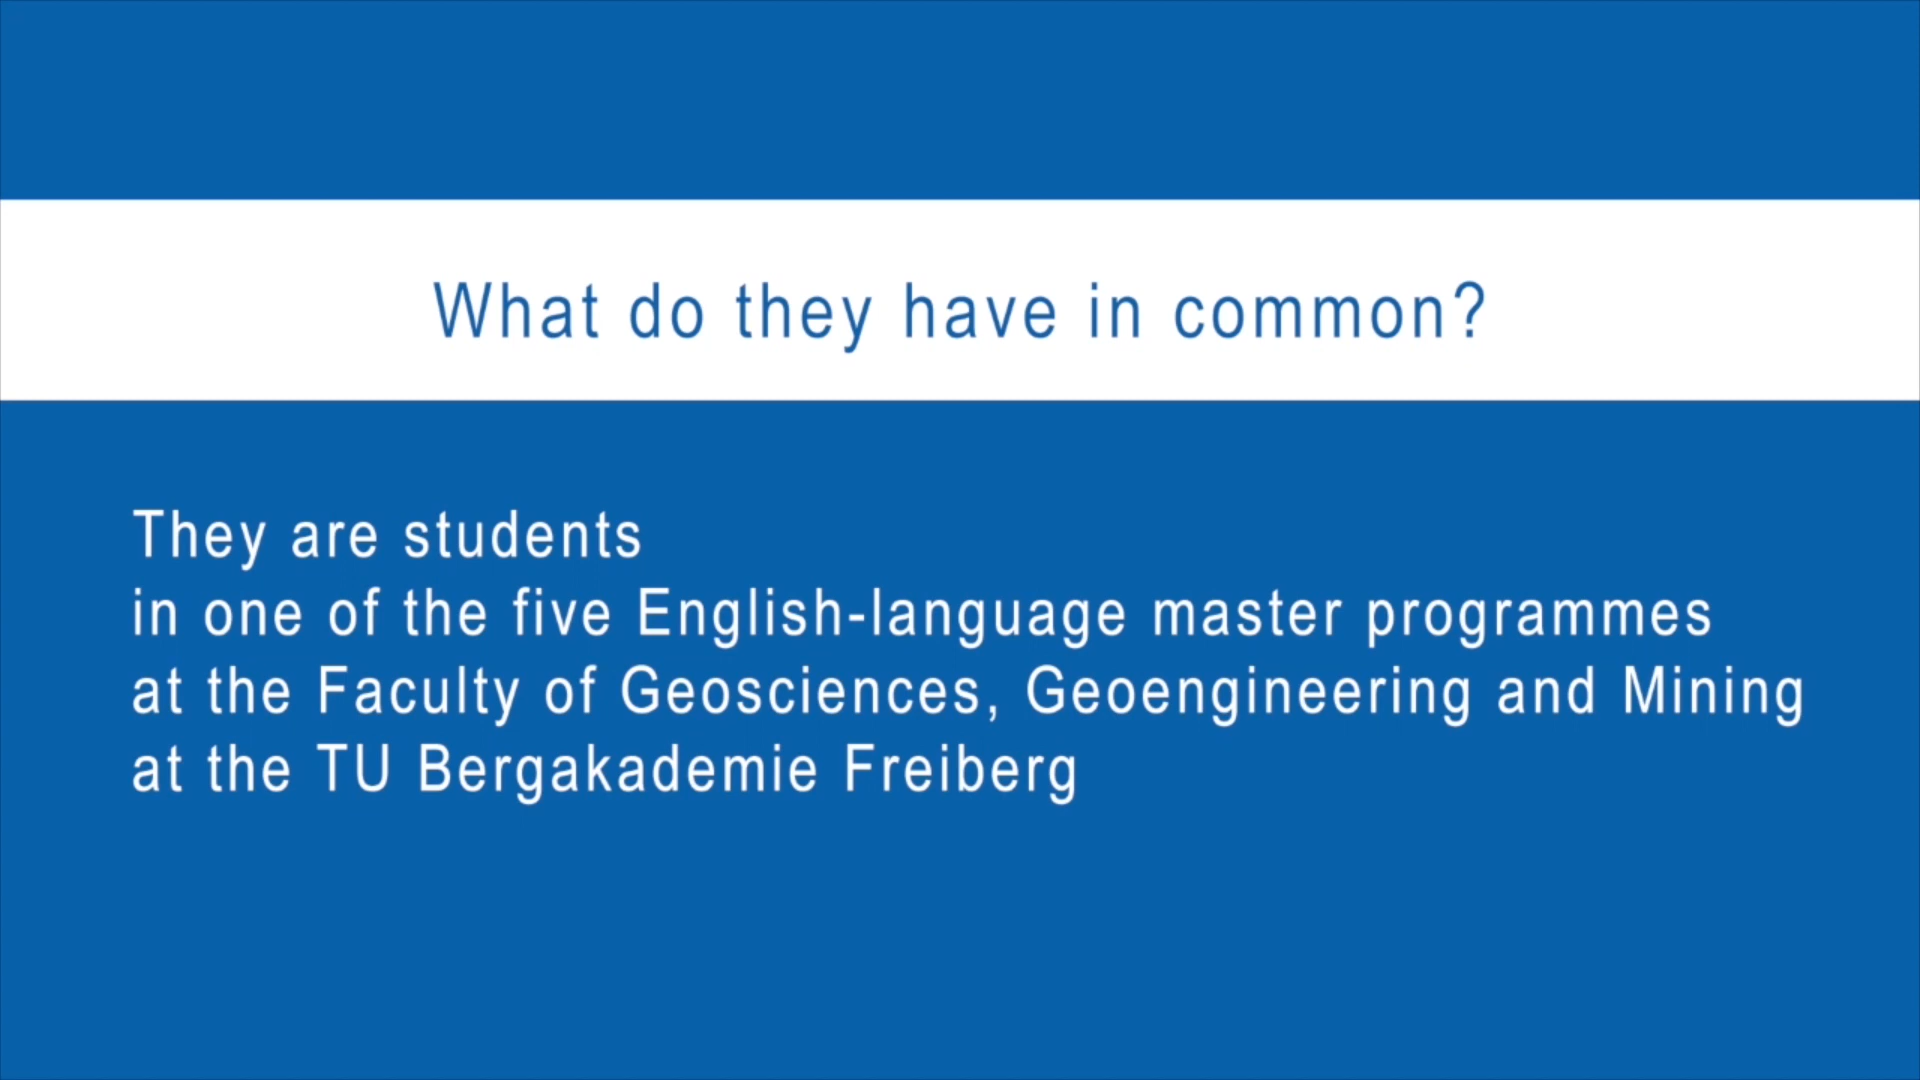 What do they have in common?
They are students
in one of the five English-language master programmes
at the Faculty of Geosciences, Geoengineering and Mining
at the TU Bergakademie Freiberg